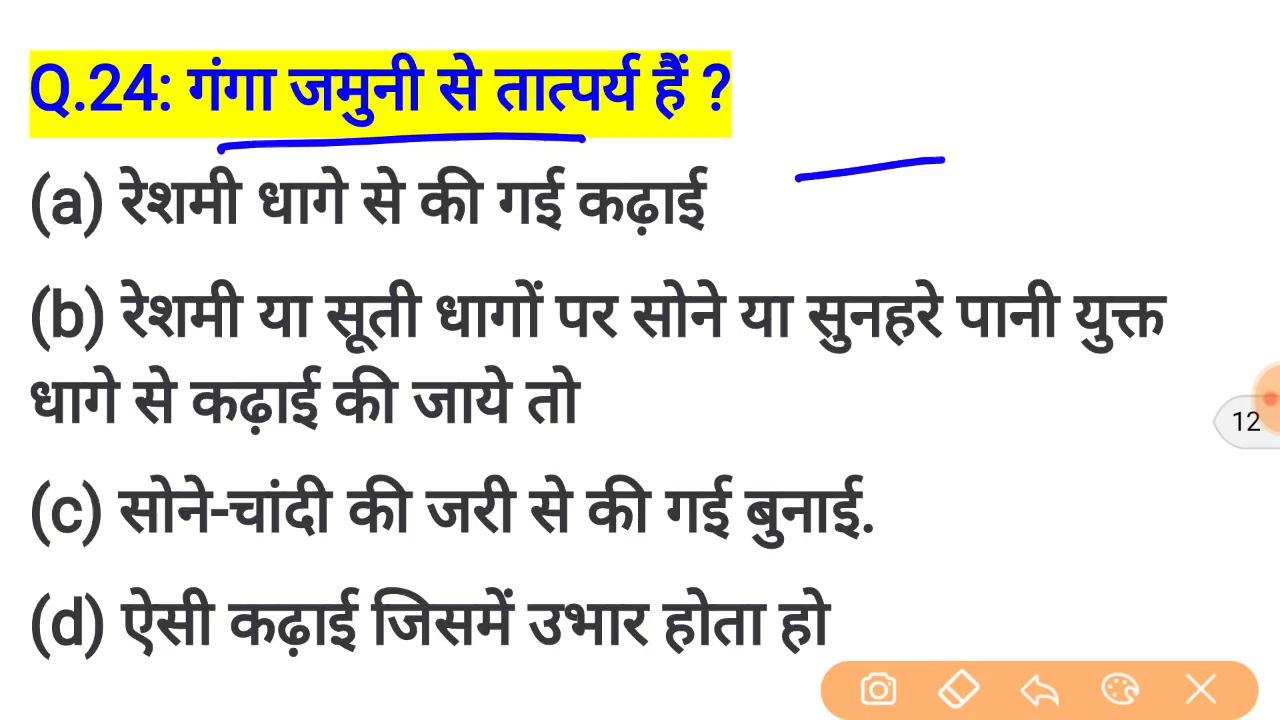 Q.24: गंगा जमुनी से तात्पर्य हैं ?
(a) रेशमी धागे से की गई कढ़ाई
(b) रेशमी या सूती धागों पर सोने या सुनहरे पानी युक्त
धागे से कढ़ाई की जाये तो
12
(c) सोने-चांदी की जरी से की गई बुनाई.
(d) ऐसी कढ़ाई जिसमें उभार होता हो